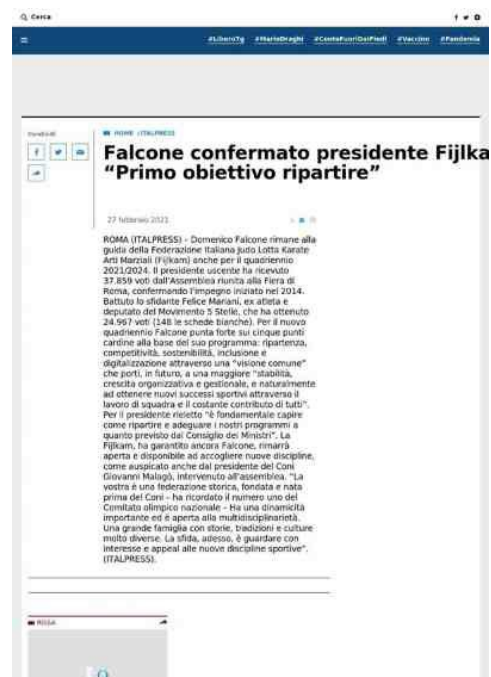 Cerca
#LiberoTg #MarioDraghi #ConteFuoriDaiPiedi #Vaccino #Pandemia
Condividi:
HOME / ITALPRESS
Falcone confermato presidente Fijlka
“Primo obiettivo ripartire”
27 febbraio 2021
ROMA (ITALPRESS) - Domenico Falcone rimane alla
guida della Federazione Italiana Judo Lotta Karate
Arti Marziali (Fijlkam) anche per il quadriennio
2021/2024. Il presidente uscente ha ricevuto
37.859 voti dall'Assemblea riunita alla Fiera di
Roma, confermando l'impegno iniziato nel 2014.
Battuto lo sfidante Felice Mariani, ex atleta e
deputato del Movimento 5 Stelle, che ha ottenuto
24.967 voti (148 le schede bianche). Per il nuovo
quadriennio Falcone punta forte sui cinque punti
cardine alla base del suo programma: ripartenza,
competitività, sostenibilità, inclusione e
digitalizzazione attraverso una “visione comune”
che porti, in futuro, a una maggiore “stabilità,
crescita organizzativa e gestionale, e naturalmente
ad ottenere nuovi successi sportivi attraverso il
lavoro di squadra e il costante contributo di tutti”.
Per il presidente rieletto “è fondamentale capire
come ripartire e adeguare i nostri programmi a
quanto previsto dal Consiglio dei Ministri”. La
Fijlkam, ha garantito ancora Falcone, rimarrà
aperta e disponibile ad accogliere nuove discipline,
come auspicato anche dal presidente del Coni
Giovanni Malagò, intervenuto all'assemblea. “La
vostra è una federazione storica, fondata e nata
prima del Coni – ha ricordato il numero uno del
Comitato olimpico nazionale – Ha una dinamicità
importante ed è aperta alla multidisciplinarietà.
Una grande famiglia con storie, tradizioni e culture
molto diverse. La sfida, adesso, è guardare con
interesse e appeal alle nuove discipline sportive”.
(ITALPRESS).
ROSA